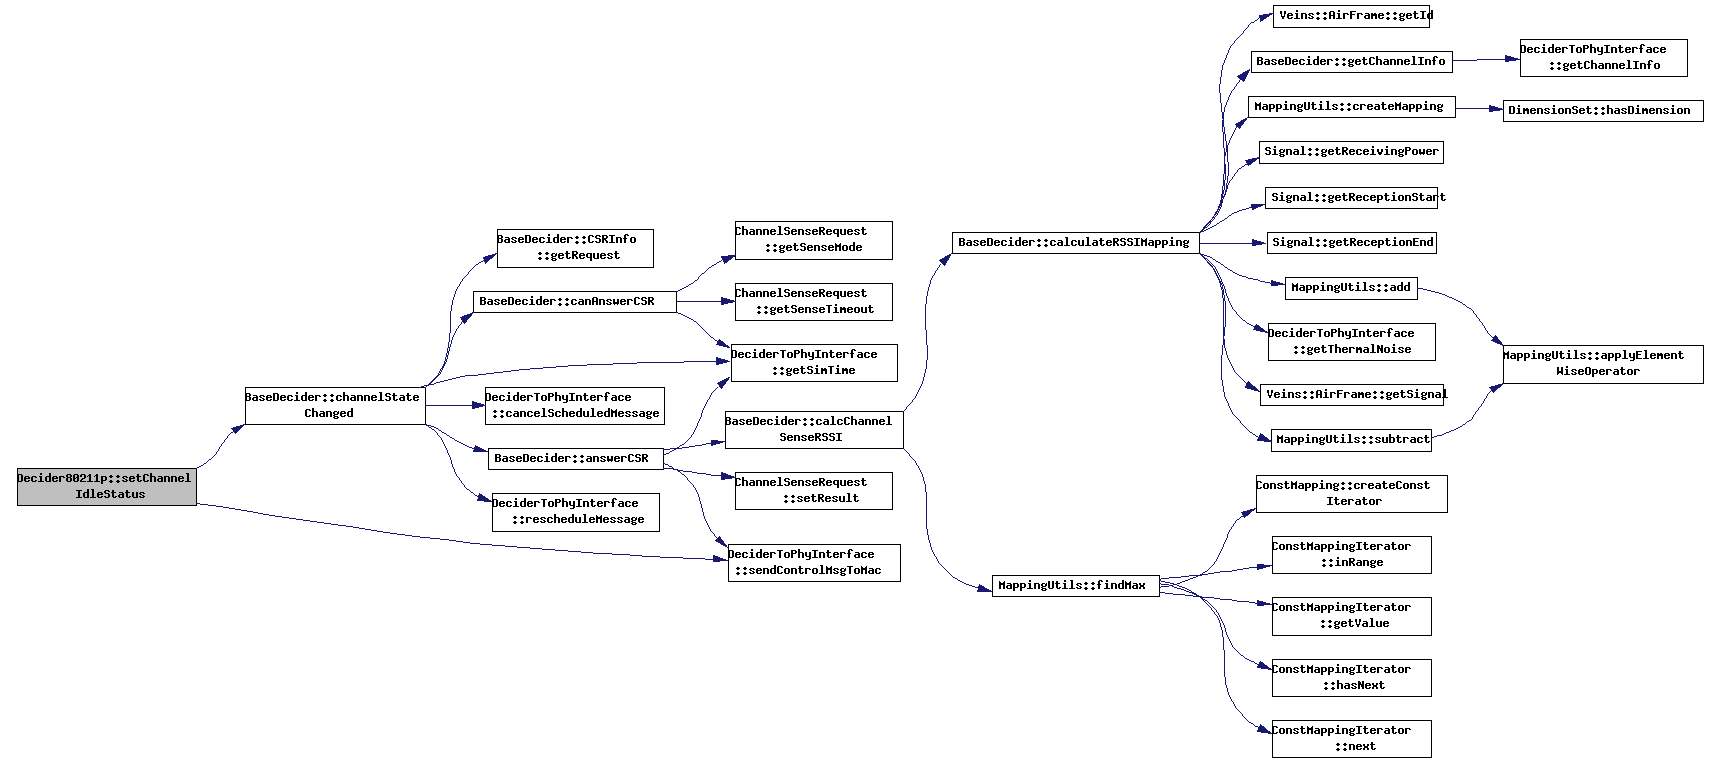 Decider80211p::setChannel
IdleStatus
BaseDecider::channelState
Changed
BaseDecider::CSRInfo
::getRequest
BaseDecider::canAnswerCSR
DeciderToPhyInterface
::cancelScheduledMessage
BaseDecider::answerCSR
DeciderToPhyInterface
::rescheduleMessage
ChannelSenseRequest
::getSenseMode
ChannelSenseRequest
::getSenseTimeout
DeciderToPhyInterface
::getSimTime
BaseDecider::calcChannel
SenseRSSI
ChannelSenseRequest
::setResult
DeciderToPhyInterface
::sendControlMsgToMac
BaseDecider::calculateRSSIMapping
MappingUtils::findMax
Veins::AirFrame::getId
BaseDecider::getChannelInfo
MappingUtils::createMapping
Signal::getReceivingPower
Signal::getReceptionStart
Signal::getReceptionEnd
MappingUtils::add
DeciderToPhyInterface
::getThermalNoise
Veins::AirFrame::getSignal
MappingUtils::subtract
ConstMapping::createConst
Iterator
ConstMappingIterator
::inRange
ConstMappingIterator
::getValue
ConstMappingIterator
::hasNext
ConstMappingIterator
::next
DeciderToPhyInterface
::getChannelInfo
DimensionSet::hasDimension
MappingUtils::applyElement
WiseOperator